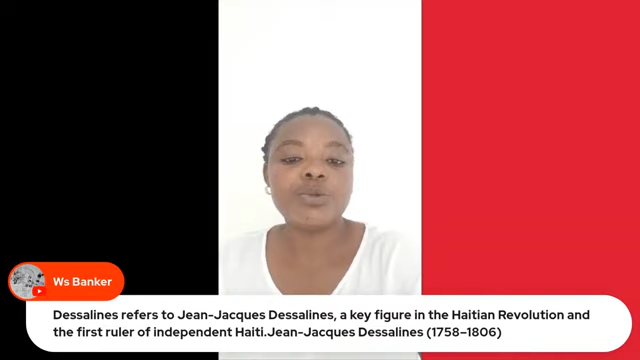 Ws Banker
Dessalines refers to Jean-Jacques Dessalines, a key figure in the Haitian Revolution and
the first ruler of independent Haiti.Jean-Jacques Dessalines (1758–1806)